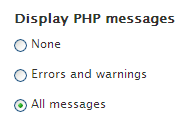 Display PHP messages
None
Errors and warnings
All messages